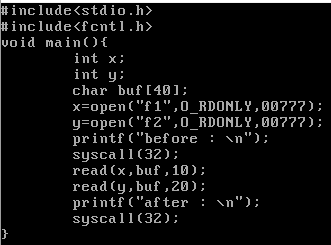 #include<stdio.h>
#include<fcntl.h>
void main(){
int x;
int y;
char buf[40];
x=open("f1",O_RDONLY,00777);
y=open("f2",O_RDONLY,00777);
printf("before : \n");
syscall(32);
read(x,buf,10);
read(y,buf,20);
printf("after : \n");
syscall(32);
}